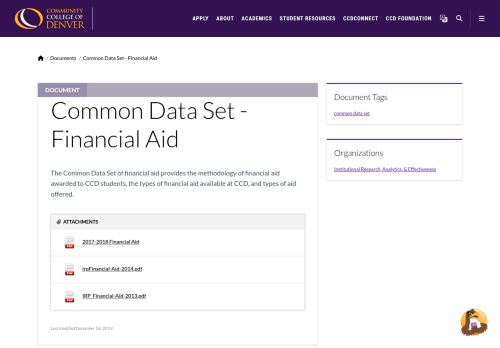 COMMUNITY
COLLEGE OF
DENVER
APPLY ABOUT ACADEMICS STUDENT RESOURCES CCDCONNECT CCD FOUNDATION
/ Documents / Common Data Set - Financial Aid
DOCUMENT
Common Data Set -
Financial Aid
The Common Data Set of financial aid provides the methodology of financial aid
awarded to CCD students, the types of financial aid available at CCD, and types of aid
offered.
ATTACHMENTS
PDF 2017-2018 Financial Aid
PDF irpFinancial-Aid-2014.pdf
PDF IRP_Financial-Aid-2013.pdf
Last modified December 16, 2019
Document Tags
common data set
Organizations
Institutional Research, Analytics, & Effectiveness